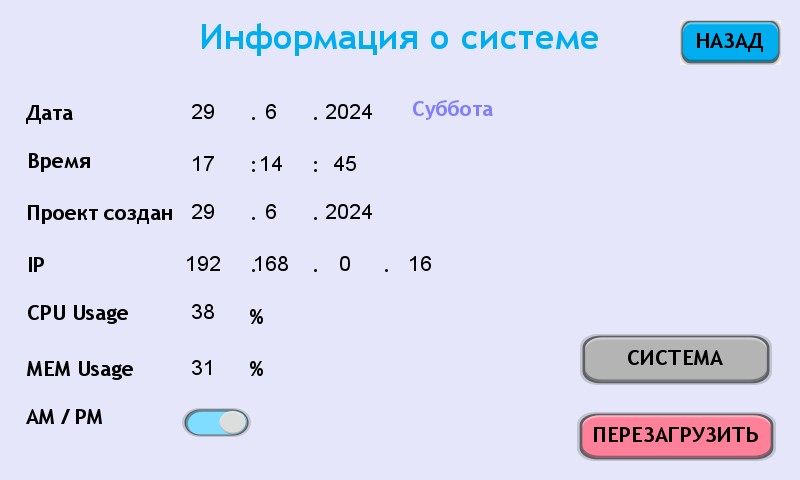 Информация о системе
НАЗАД
Дата 29 . 6 . 2024 Суббота
Время 17 : 14 : 45
Проект создан 29 . 6 . 2024
IP 192 . 168 . 0 . 16
CPU Usage 38 %
MEM Usage 31 %
СИСТЕМА
AM / PM
ПЕРЕЗАГРУЗИТЬ